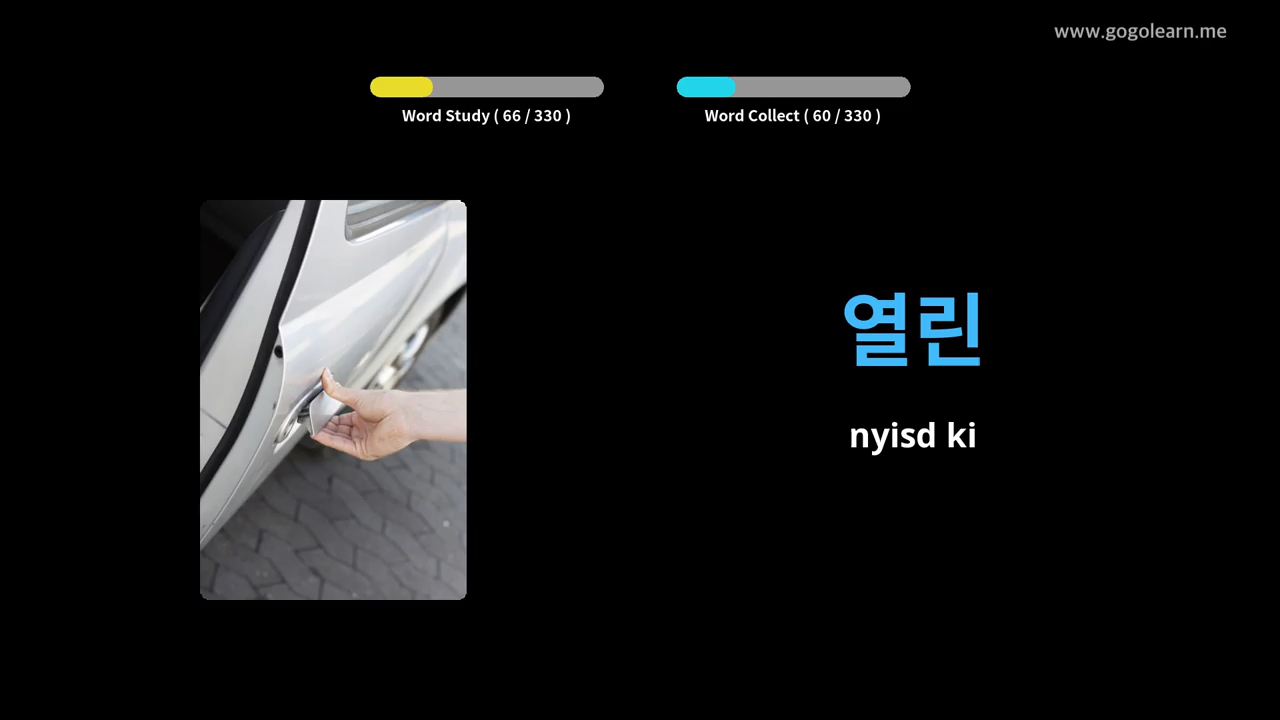 www.gogolearn.me
Word Study ( 66 / 330 )
Word Collect ( 60 / 330 )
열린
nyisd ki